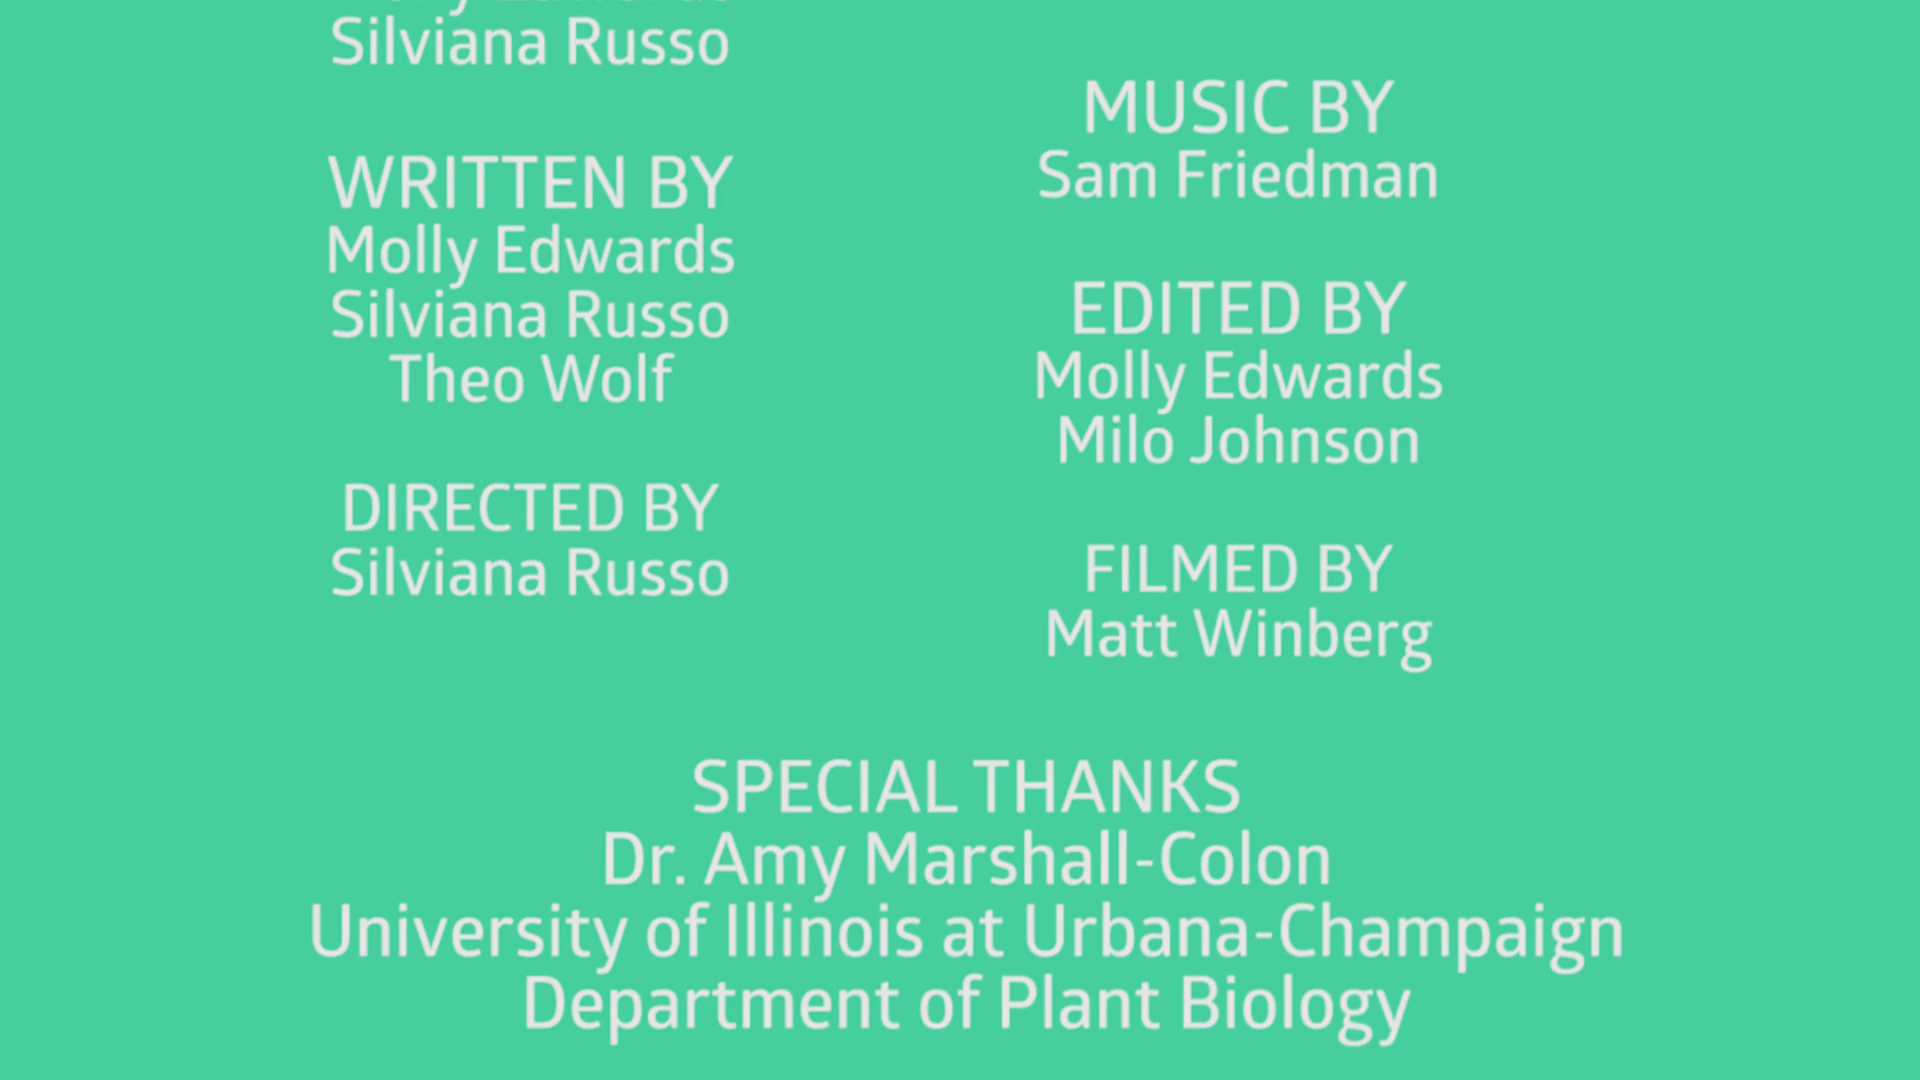 Silviana Russo
WRITTEN BY
Molly Edwards
Silviana Russo
Theo Wolf
DIRECTED BY
Silviana Russo
MUSIC BY
Sam Friedman
EDITED BY
Molly Edwards
Milo Johnson
FILMED BY
Matt Winberg
SPECIAL THANKS
Dr. Amy Marshall-Colon
University of Illinois at Urbana-Champaign
Department of Plant Biology